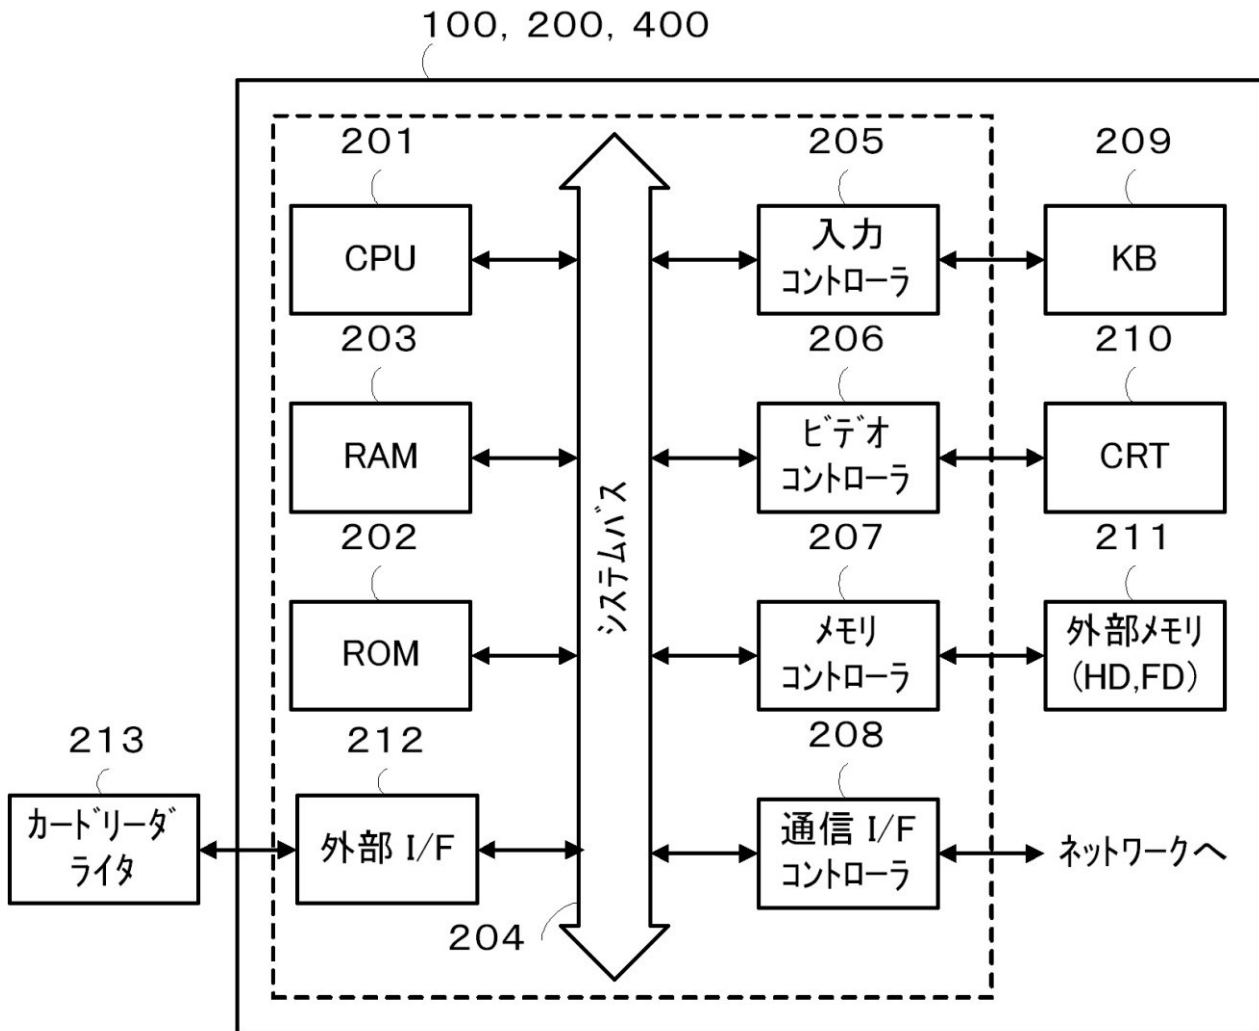 100, 200, 400
201
205
209
CPU
入力
コントローラ
KB
203
206
210
RAM
ビデオ
コントローラ
CRT
システムバス
202
207
211
ROM
メモリ
コントローラ
外部メモリ
(HD,FD)
213
212
208
カードリーダ
ライタ
外部 I/F
通信 I/F
コントローラ
ネットワークへ
204